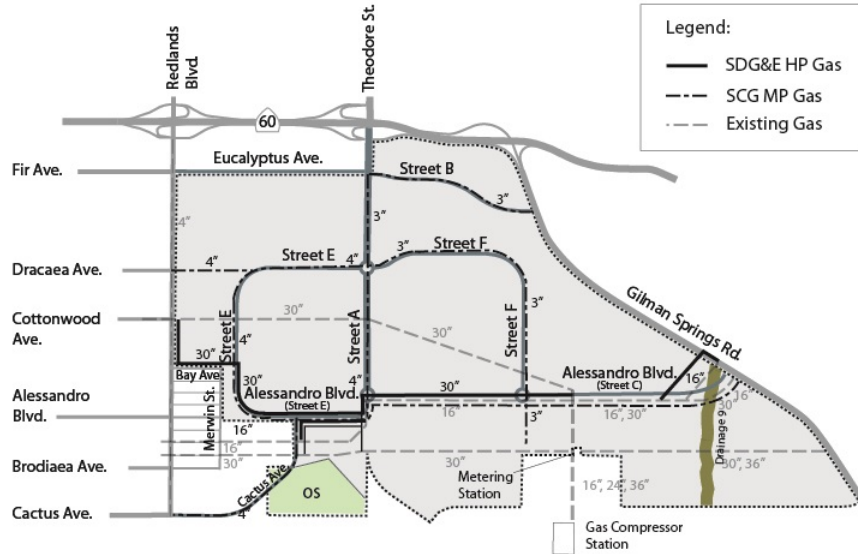 Legend:
SDG&E HP Gas
SCG MP Gas
Existing Gas
Redlands
Blvd.
Theodore St.
60
Fir Ave.
Eucalyptus Ave.
Street B
4”
3”
3”
Dracaea Ave.
4”
Street E
4”
3”
Street F
Cottonwood
Ave.
Street E
4”
30”
Street A
30”
Street F
3”
Gilman Springs Rd.
30”
Bay Ave.
30”
Alessandro Blvd.
(Street E)
4”
30”
Alessandro Blvd.
(Street C)
16”
16”
30”
Alessandro
Blvd.
Merwin St.
16”
16”
3”
16”, 30”
Drainage 9
16”
30”
30”
30”, 36”
Brodiaea Ave.
Cactus Ave.
OS
Metering
Station
16”, 24”, 36”
Cactus Ave.
4”
Gas Compressor
Station